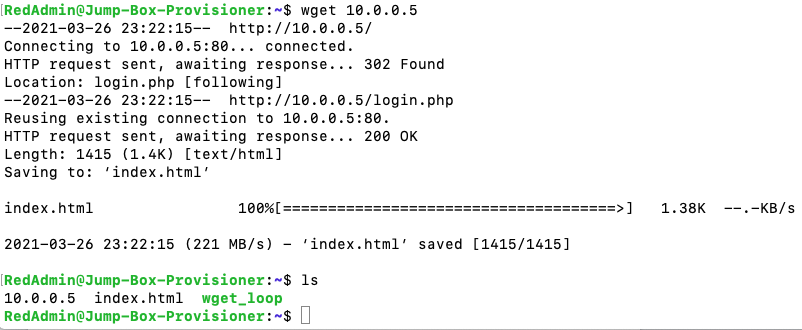 [RedAdmin@Jump-Box-Provisioner:~$ wget 10.0.0.5
--2021-03-26 23:22:15--  http://10.0.0.5/
Connecting to 10.0.0.5:80... connected.
HTTP request sent, awaiting response... 302 Found
Location: login.php [following]
--2021-03-26 23:22:15--  http://10.0.0.5/login.php
Reusing existing connection to 10.0.0.5:80.
HTTP request sent, awaiting response... 200 OK
Length: 1415 (1.4K) [text/html]
Saving to: ‘index.html’
index.html                100%[=====================================>]   1.38K  --.-KB/s
2021-03-26 23:22:15 (221 MB/s) - ‘index.html’ saved [1415/1415]
[RedAdmin@Jump-Box-Provisioner:~$ ls
10.0.0.5  index.html  wget_loop
RedAdmin@Jump-Box-Provisioner:~$